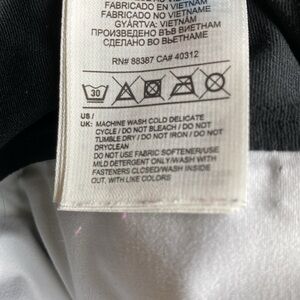 FABRICADO EN VIETNAM
FABRICADO NO VIETNAME
GYÁRTVA: VIETNAM
ПРОИЗВЕДЕНО ВЪВ ВИЕТНАМ
СДЕЛАНО ВО ВЬЕТНАМЕ
RN# 88387 CA# 40312
30
US /
UK: MACHINE WASH COLD DELICATE
CYCLE / DO NOT BLEACH / DO NOT
TUMBLE DRY / DO NOT IRON / DO NOT
DRYCLEAN
DO NOT USE FABRIC SOFTENER/USE
MILD DETERGENT ONLY/WASH WITH
FASTENERS CLOSED/WASH INSIDE
OUT, WITH LIKE COLORS